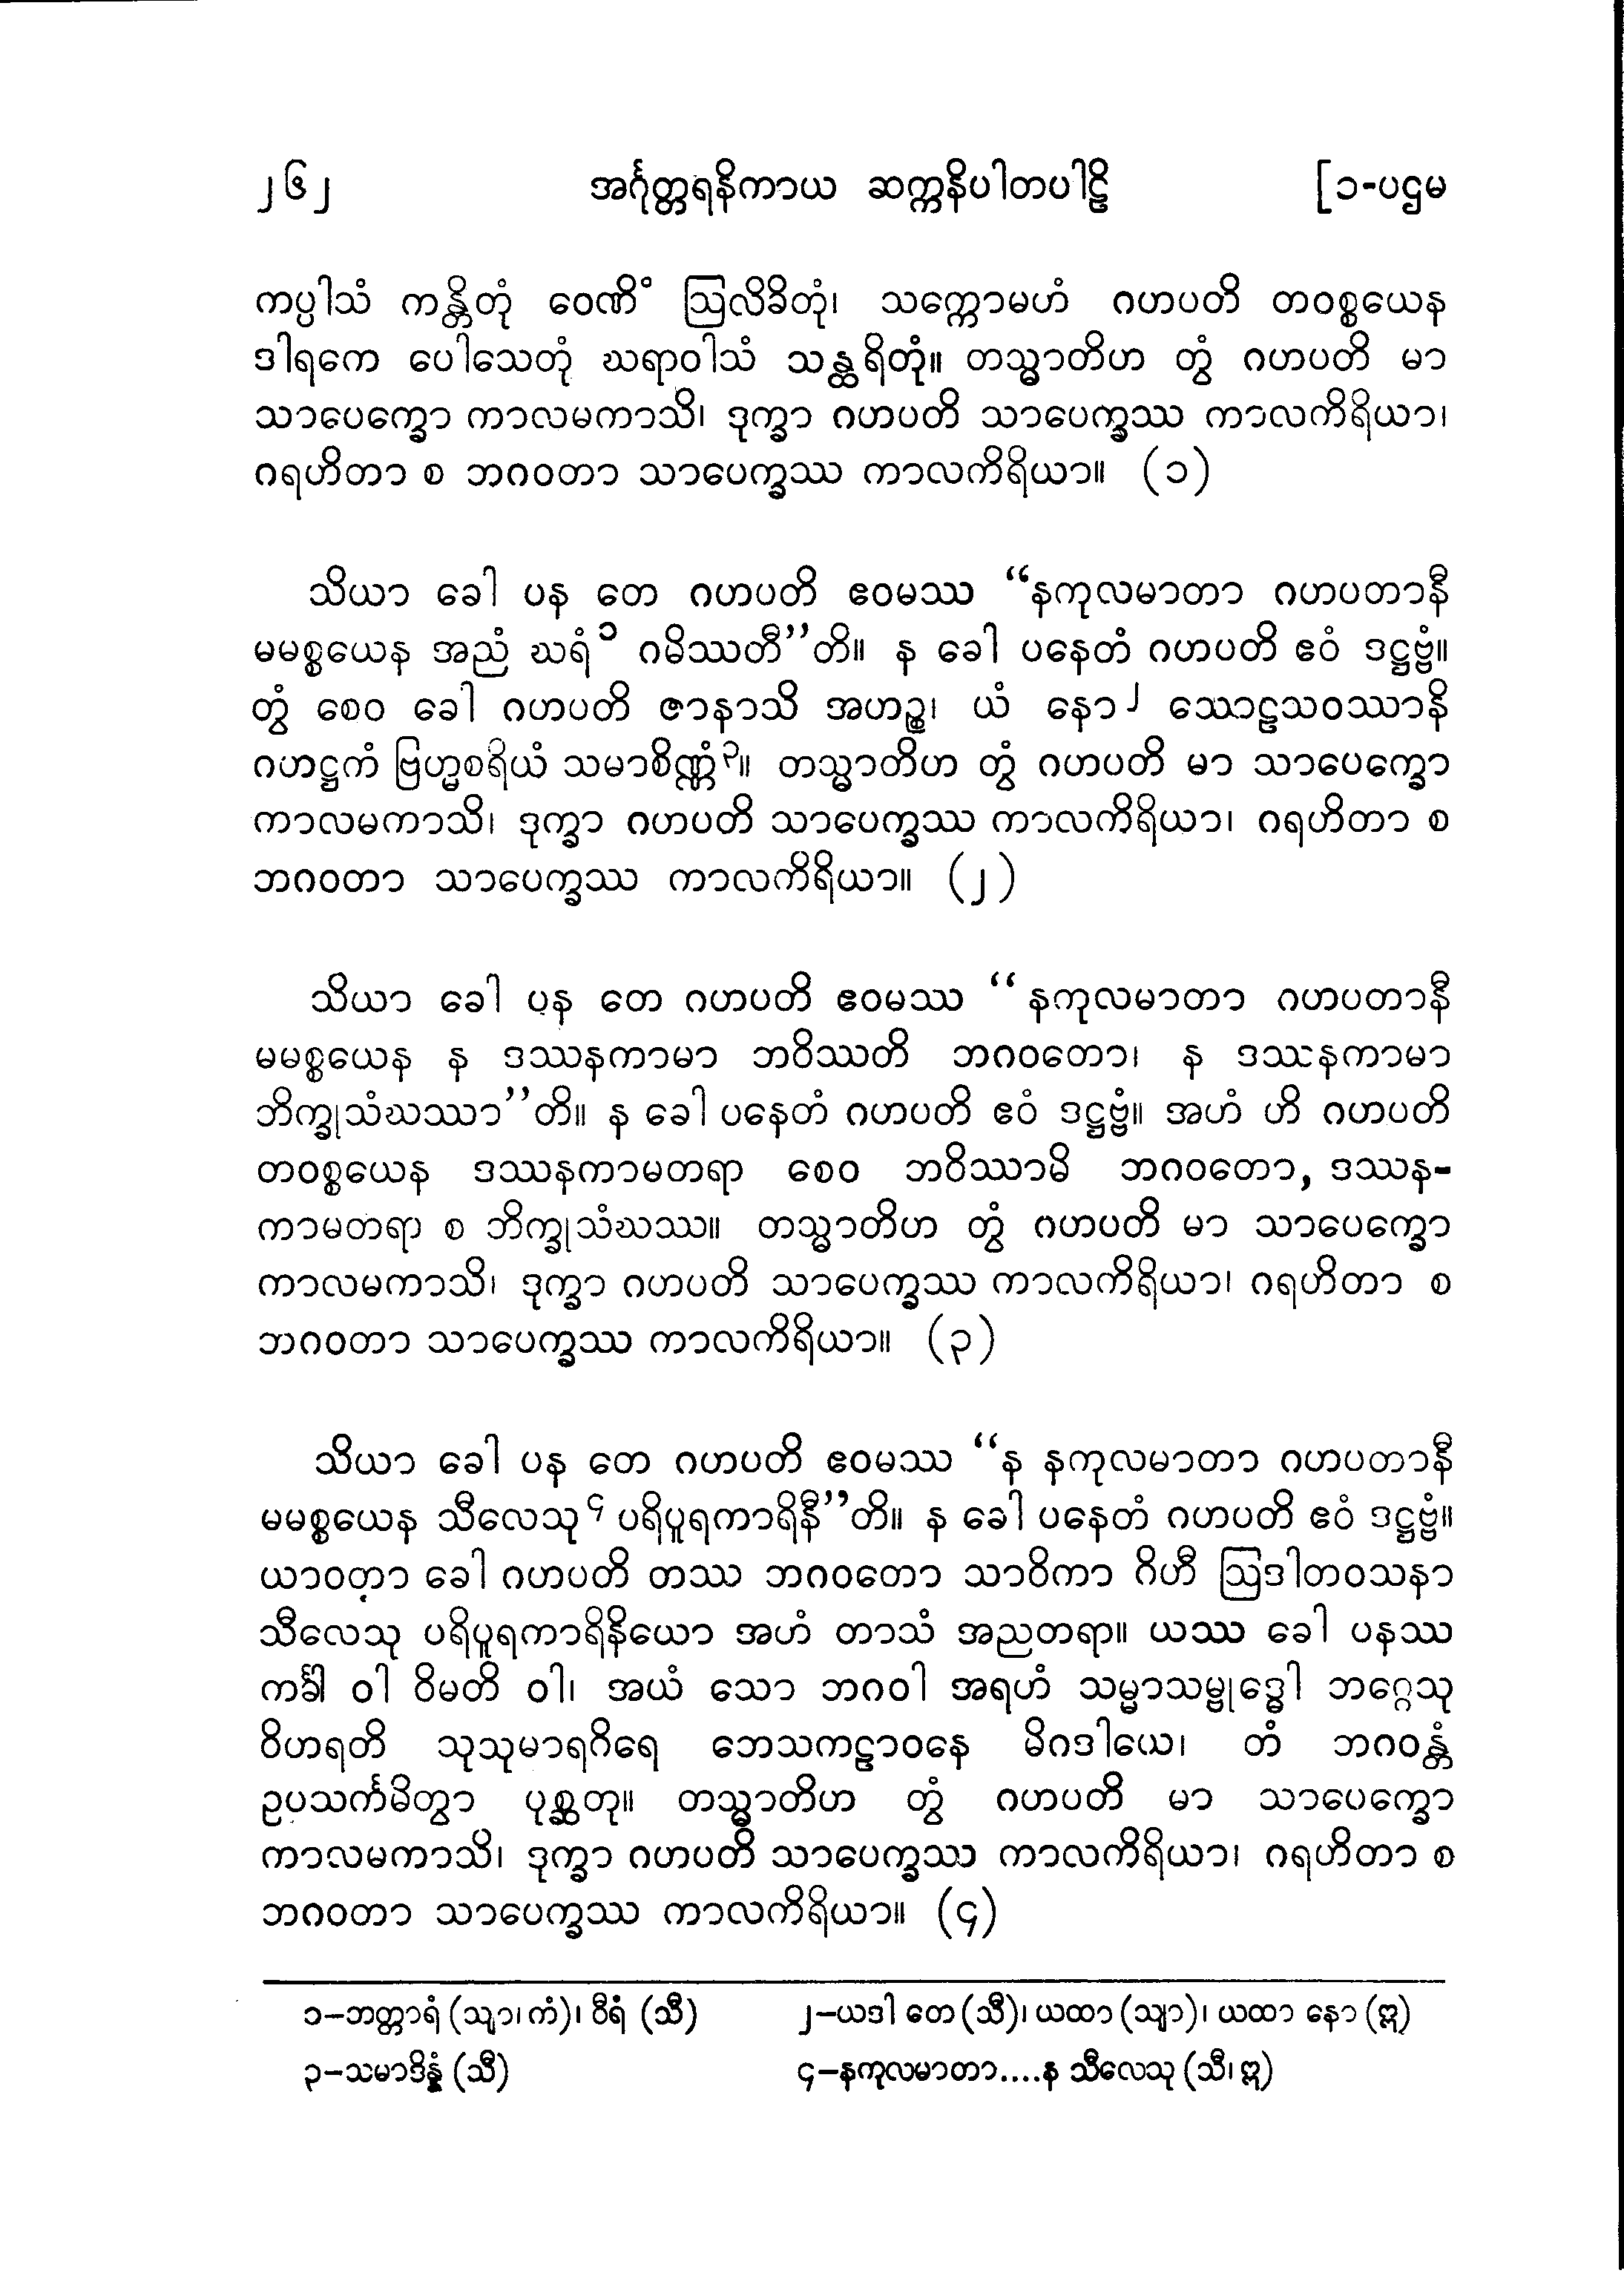 ၂၆၂ အင်္ဂုတ္တရနိကာယ ဆက္ကနိပါတပါဠိ [၁-ပဌမ
ကပ္ပါသံ ကန္တိတုံ ဝေဏိံ ဩလိခိတုံ၊ သက္ကောမဟံ ဂဟပတိ တဝစ္စယေန
ဒါရကေ ပေါသေတုံ ဃရာဝါသံ သန္ထရိတုံ။ တသ္မာတိဟ တွံ ဂဟပတိ မာ
သာပေက္ခော ကာလမကာသိ၊ ဒုက္ခာ ဂဟပတိ သာပေက္ခဿ ကာလကိရိယာ၊
ဂရဟိတာ စ ဘဂဝတာ သာပေက္ခဿ ကာလကိရိယာ။ (၁)
သိယာ ခေါ ပန တေ ဂဟပတိ ဧဝမဿ “နကုလမာတာ ဂဟပတာနီ
မမစ္စယေန အညံ ဃရံ၁ ဂမိဿတီ”တိ။ န ခေါ ပနေတံ ဂဟပတိ ဧဝံ ဒဋ္ဌဗ္ဗံ။
တွံ စေဝ ခေါ ဂဟပတိ ဇာနာသိ အဟဉ္စ၊ ယံ နော၂ သောဠသဝဿာနိ
ဂဟဋ္ဌကံ ဗြဟ္မစရိယံ သမာစိဏ္ဏံ၃။ တသ္မာတိဟ တွံ ဂဟပတိ မာ သာပေက္ခော
ကာလမကာသိ၊ ဒုက္ခာ ဂဟပတိ သာပေက္ခဿ ကာလကိရိယာ၊ ဂရဟိတာ စ
ဘဂဝတာ သာပေက္ခဿ ကာလကိရိယာ။ (၂)
သိယာ ခေါ ပန တေ ဂဟပတိ ဧဝမဿ “နကုလမာတာ ဂဟပတာနီ
မမစ္စယေန န ဒဿနကာမာ ဘဝိဿတိ ဘဂဝတော၊ န ဒဿနကာမာ
ဘိက္ခုသံဃဿာ”တိ။ န ခေါ ပနေတံ ဂဟပတိ ဧဝံ ဒဋ္ဌဗ္ဗံ။ အဟံ ဟိ ဂဟပတိ
တဝစ္စယေန ဒဿနကာမတရာ စေဝ ဘဝိဿာမိ ဘဂဝတော, ဒဿန-
ကာမတရာ စ ဘိက္ခုသံဃဿ။ တသ္မာတိဟ တွံ ဂဟပတိ မာ သာပေက္ခော
ကာလမကာသိ၊ ဒုက္ခာ ဂဟပတိ သာပေက္ခဿ ကာလကိရိယာ၊ ဂရဟိတာ စ
ဘဂဝတာ သာပေက္ခဿ ကာလကိရိယာ။ (၃)
သိယာ ခေါ ပန တေ ဂဟပတိ ဧဝမဿ “န နကုလမာတာ ဂဟပတာနီ
မမစ္စယေန သီလေသု၄ ပရိပူရကာရိနီ”တိ။ န ခေါ ပနေတံ ဂဟပတိ ဧဝံ ဒဋ္ဌဗ္ဗံ။
ယာဝတာ ခေါ ဂဟပတိ တဿ ဘဂဝတော သာဝိကာ ဂိဟီ ဩဒါတဝသနာ
သီလေသု ပရိပူရကာရိနိယော အဟံ တာသံ အညတရာ။ ယဿ ခေါ ပနဿ
ကင်္ခါ ဝါ ဝိမတိ ဝါ၊ အယံ သော ဘဂဝါ အရဟံ သမ္မာသမ္ဗုဒ္ဓေါ ဘဂ္ဂေသု
ဝိဟရတိ သုသုမာရဂိရေ ဘေသကဠာဝနေ မိဂဒါယေ၊ တံ ဘဂဝန္တံ
ဥပသင်္ကမိတွာ ပုစ္ဆတု။ တသ္မာတိဟ တွံ ဂဟပတိ မာ သာပေက္ခော
ကာလမကာသိ၊ ဒုက္ခာ ဂဟပတိ သာပေက္ခဿ ကာလကိရိယာ၊ ဂရဟိတာ စ
ဘဂဝတာ သာပေက္ခဿ ကာလကိရိယာ။ (၄)
၁–ဘတ္တာရံ (သျာ၊ ကံ)၊ ဝီရံ (သီ) ၂–ယဒါ တေ (သီ)၊ ယထာ (သျာ)၊ ယထာ နော (ဣ)
၃–သမာဒိန္နံ (သီ) ၄–နကုလမာတာ....န သီလေသု (သီ၊ ဣ)